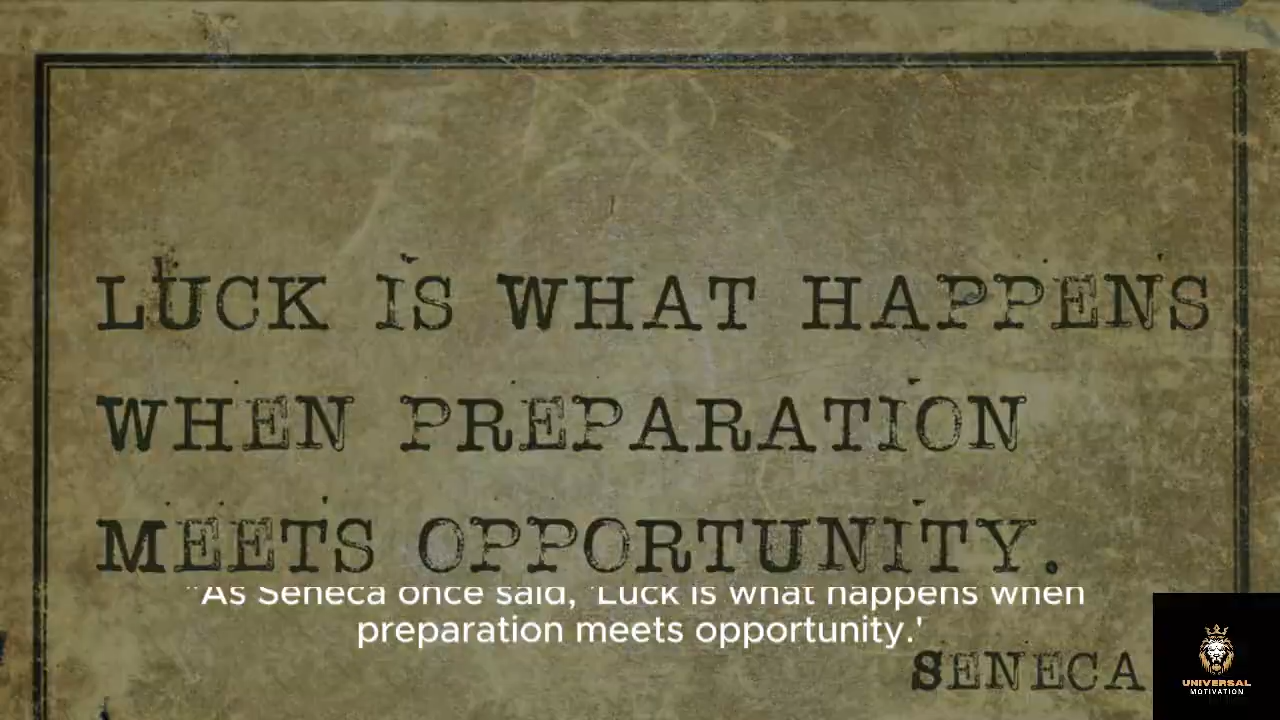 LUCK IS WHAT HAPPENS
WHEN PREPARATION
MEETS OPPORTUNITY.
"As Seneca once said, 'Luck is what happens when
preparation meets opportunity.'
SENECA
UNIVERSAL
MOTIVATION